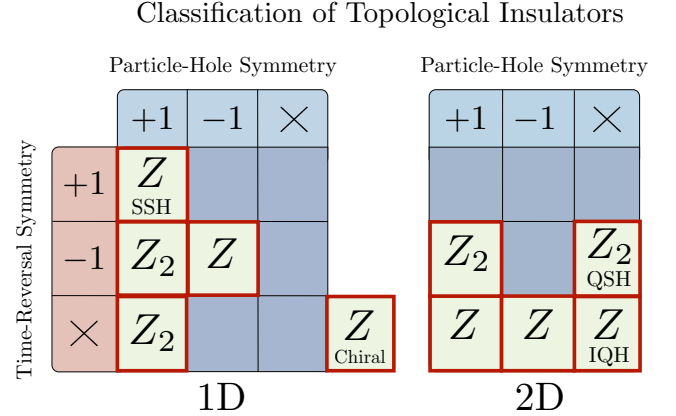 Classification of Topological Insulators
Particle-Hole Symmetry
Particle-Hole Symmetry
+1 −1 ×
+1 −1 ×
Time-Reversal Symmetry
+1
Z
SSH
−1
Z₂
Z
Z₂
Z₂
QSH
×
Z₂
Z
Chiral
Z
Z
Z
IQH
1D
2D